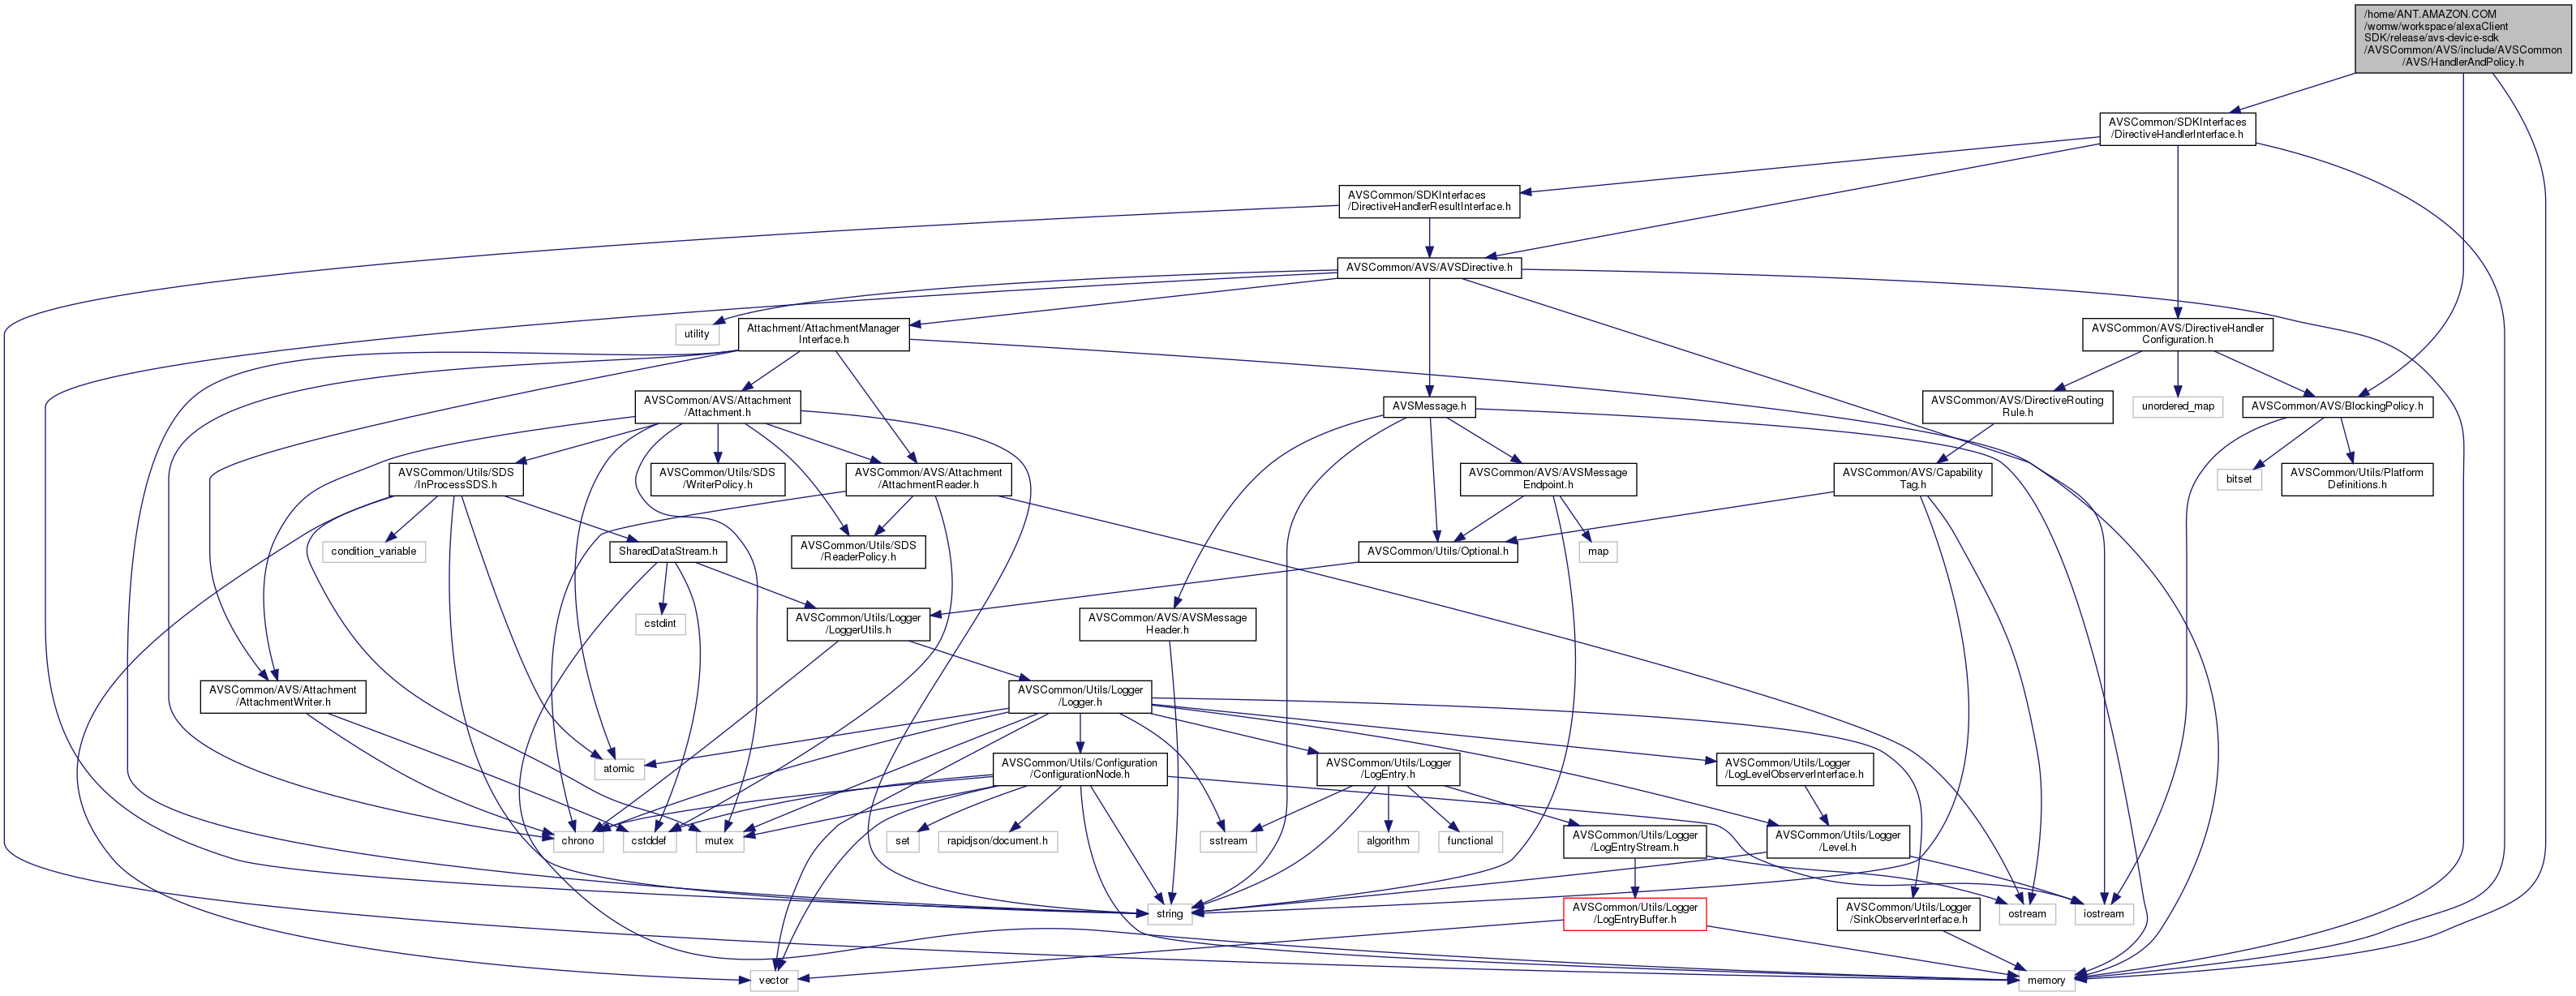 /home/ANT.AMAZON.COM
/womw/workspace/alexaClient
SDK/release/avs-device-sdk
/AVSCommon/AVS/include/AVSCommon
/AVS/HandlerAndPolicy.h
AVSCommon/SDKInterfaces
/DirectiveHandlerInterface.h
AVSCommon/SDKInterfaces
/DirectiveHandlerResultInterface.h
AVSCommon/AVS/AVSDirective.h
utility
Attachment/AttachmentManager
Interface.h
AVSCommon/AVS/DirectiveHandler
Configuration.h
AVSCommon/AVS/Attachment
/Attachment.h
AVSMessage.h
AVSCommon/AVS/DirectiveRouting
Rule.h
unordered_map
AVSCommon/AVS/BlockingPolicy.h
AVSCommon/Utils/SDS
/InProcessSDS.h
AVSCommon/Utils/SDS
/WriterPolicy.h
AVSCommon/AVS/Attachment
/AttachmentReader.h
AVSCommon/AVS/AVSMessage
Endpoint.h
AVSCommon/AVS/Capability
Tag.h
bitset
AVSCommon/Utils/Platform
Definitions.h
condition_variable
SharedDataStream.h
AVSCommon/Utils/SDS
/ReaderPolicy.h
AVSCommon/Utils/Optional.h
map
cstdint
AVSCommon/Utils/Logger
/LoggerUtils.h
AVSCommon/AVS/AVSMessage
Header.h
AVSCommon/AVS/Attachment
/AttachmentWriter.h
AVSCommon/Utils/Logger
/Logger.h
atomic
AVSCommon/Utils/Configuration
/ConfigurationNode.h
AVSCommon/Utils/Logger
/LogEntry.h
AVSCommon/Utils/Logger
/LogLevelObserverInterface.h
chrono
cstddef
mutex
set
rapidjson/document.h
sstream
algorithm
functional
AVSCommon/Utils/Logger
/LogEntryStream.h
AVSCommon/Utils/Logger
/Level.h
string
AVSCommon/Utils/Logger
/LogEntryBuffer.h
AVSCommon/Utils/Logger
/SinkObserverInterface.h
ostream
iostream
vector
memory